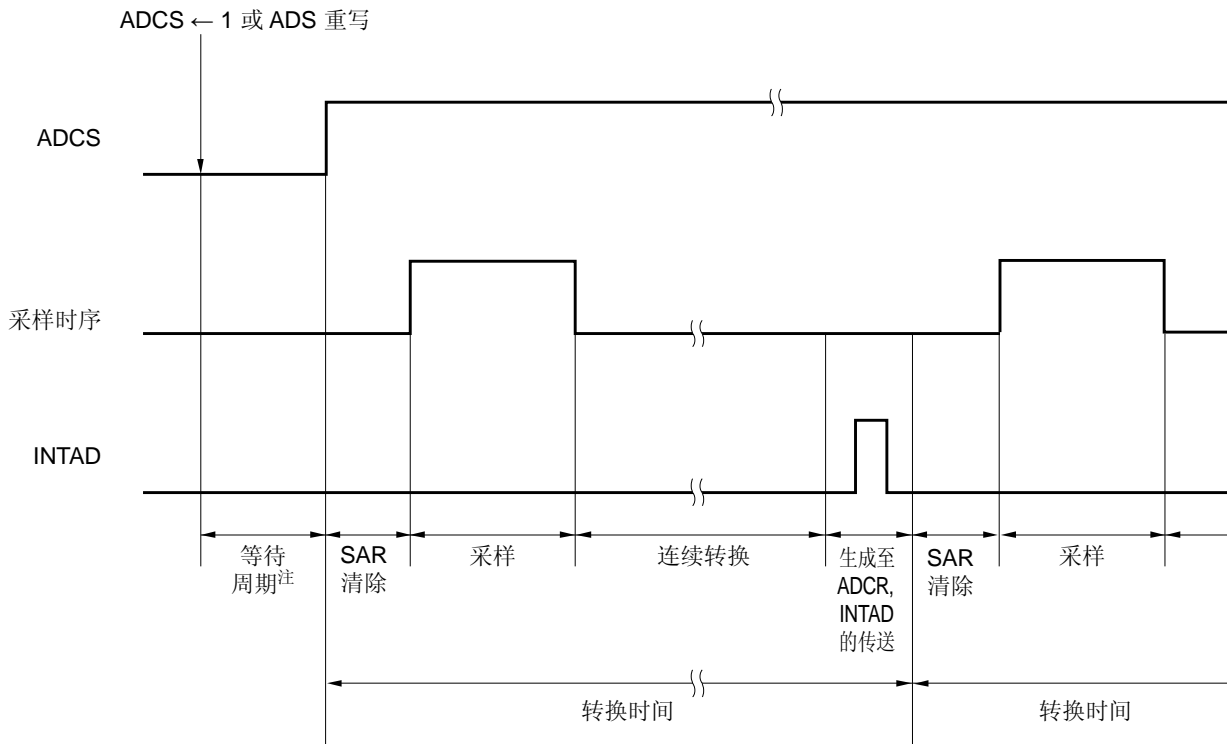 ADCS ← 1 或 ADS 重写
ADCS
采样时序
INTAD
等待
周期注
SAR
清除
采样
连续转换
生成至
ADCR,
INTAD
的传送
SAR
清除
采样
转换时间
转换时间